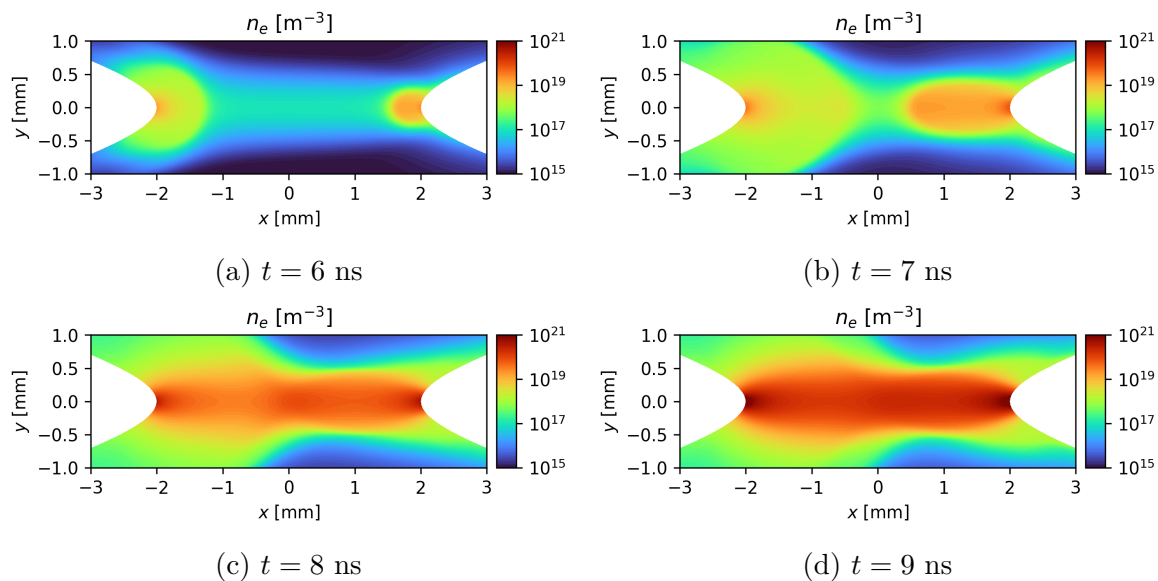 n_e [m^{-3}]
n_e [m^{-3}]
1.0
0.5
0.0
−0.5
−1.0
y [mm]
−3 −2 −1 0 1 2 3
x [mm]
10^{21}
10^{19}
10^{17}
10^{15}
1.0
0.5
0.0
−0.5
−1.0
y [mm]
−3 −2 −1 0 1 2 3
x [mm]
10^{21}
10^{19}
10^{17}
10^{15}
(a) t = 6 ns
(b) t = 7 ns
n_e [m^{-3}]
n_e [m^{-3}]
1.0
0.5
0.0
−0.5
−1.0
y [mm]
−3 −2 −1 0 1 2 3
x [mm]
10^{21}
10^{19}
10^{17}
10^{15}
1.0
0.5
0.0
−0.5
−1.0
y [mm]
−3 −2 −1 0 1 2 3
x [mm]
10^{21}
10^{19}
10^{17}
10^{15}
(c) t = 8 ns
(d) t = 9 ns